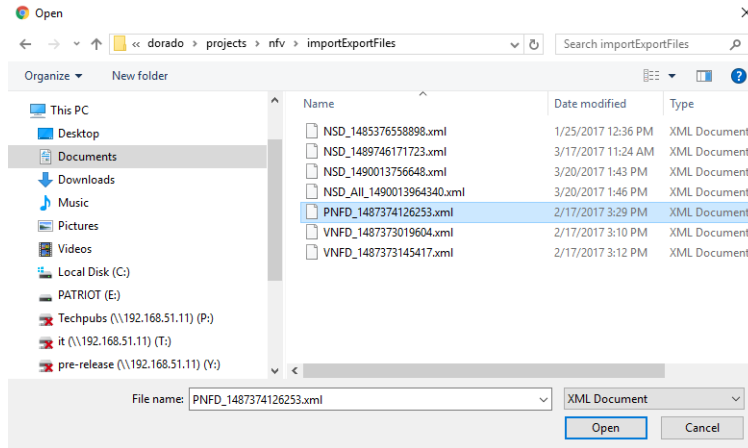 Open
« dorado › projects › nfv › importExportFiles
Search importExportFiles
Organize
New folder
?
This PC
Desktop
Documents
Downloads
Music
Pictures
Videos
Local Disk (C:)
PATRIOT (E:)
Techpubs (\\192.168.51.11) (P:)
it (\\192.168.51.11) (T:)
pre-release (\\192.168.51.11) (Y:)
Name Date modified Type
NSD_1485376558898.xml 1/25/2017 12:36 PM XML Document
NSD_1489746171723.xml 3/17/2017 11:24 AM XML Document
NSD_1490013756648.xml 3/20/2017 1:43 PM XML Document
NSD_All_1490013964340.xml 3/20/2017 1:46 PM XML Document
PNFD_1487374126253.xml 2/17/2017 3:29 PM XML Document
VNFD_1487373019604.xml 2/17/2017 3:10 PM XML Document
VNFD_1487373145417.xml 2/17/2017 3:12 PM XML Document
File name: PNFD_1487374126253.xml XML Document
Open Cancel